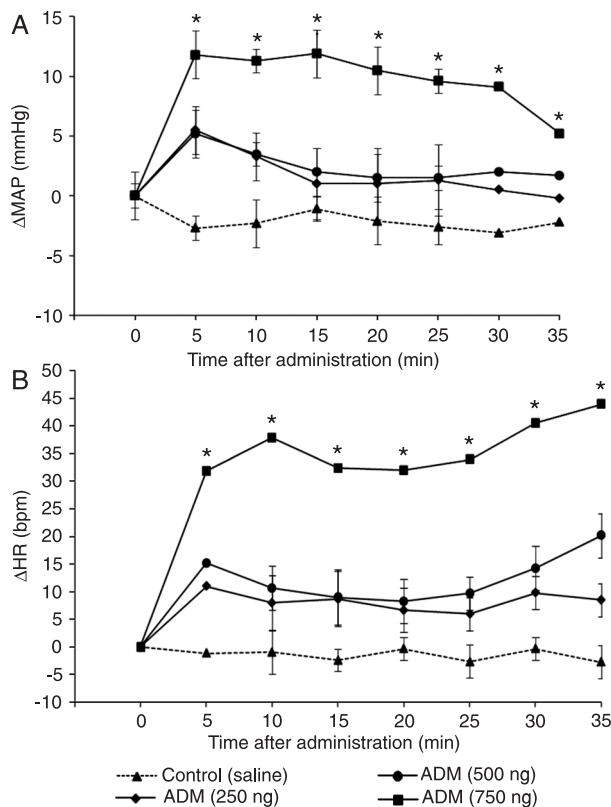 A
ΔMAP (mmHg)
15
10
5
0
-5
-10
* * * * * * *
0 5 10 15 20 25 30 35
Time after administration (min)
B
ΔHR (bpm)
50
45
40
35
30
25
20
15
10
5
0
-5
-10
* * * * * * *
0 5 10 15 20 25 30 35
Time after administration (min)
Control (saline)
ADM (500 ng)
ADM (250 ng)
ADM (750 ng)